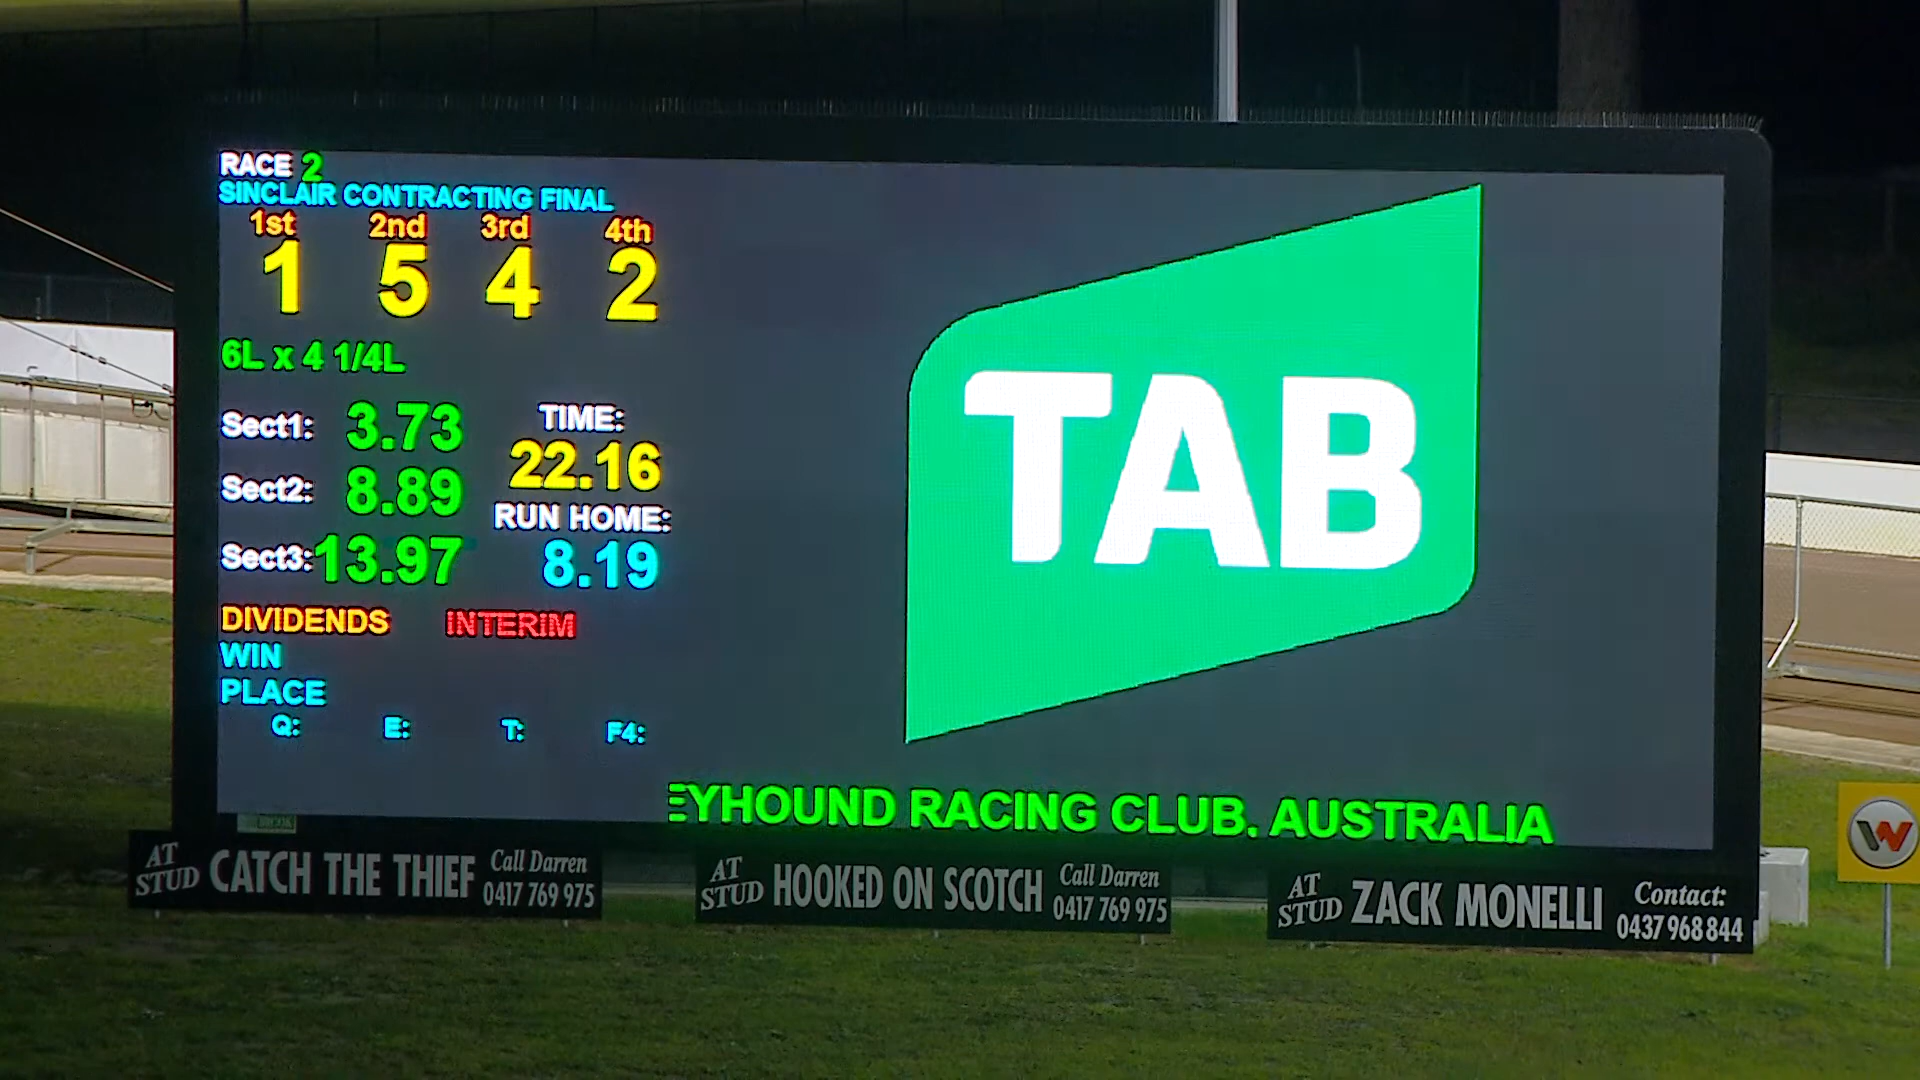 RACE 2
SINCLAIR CONTRACTING FINAL
1st 2nd 3rd 4th
1 5 4 2
6L x 4 1/4L
Sect1: 3.73
Sect2: 8.89
Sect3: 13.97
TIME:
22.16
RUN HOME:
8.19
DIVIDENDS INTERIM
WIN
PLACE
Q: E: T: F4:
TAB
EYHOUND RACING CLUB. AUSTRALIA
AT STUD CATCH THE THIEF Call Darren 0417 769 975
AT STUD HOOKED ON SCOTCH Call Darren 0417 769 975
AT STUD ZACK MONELLI Contact: 0437 968 844
W